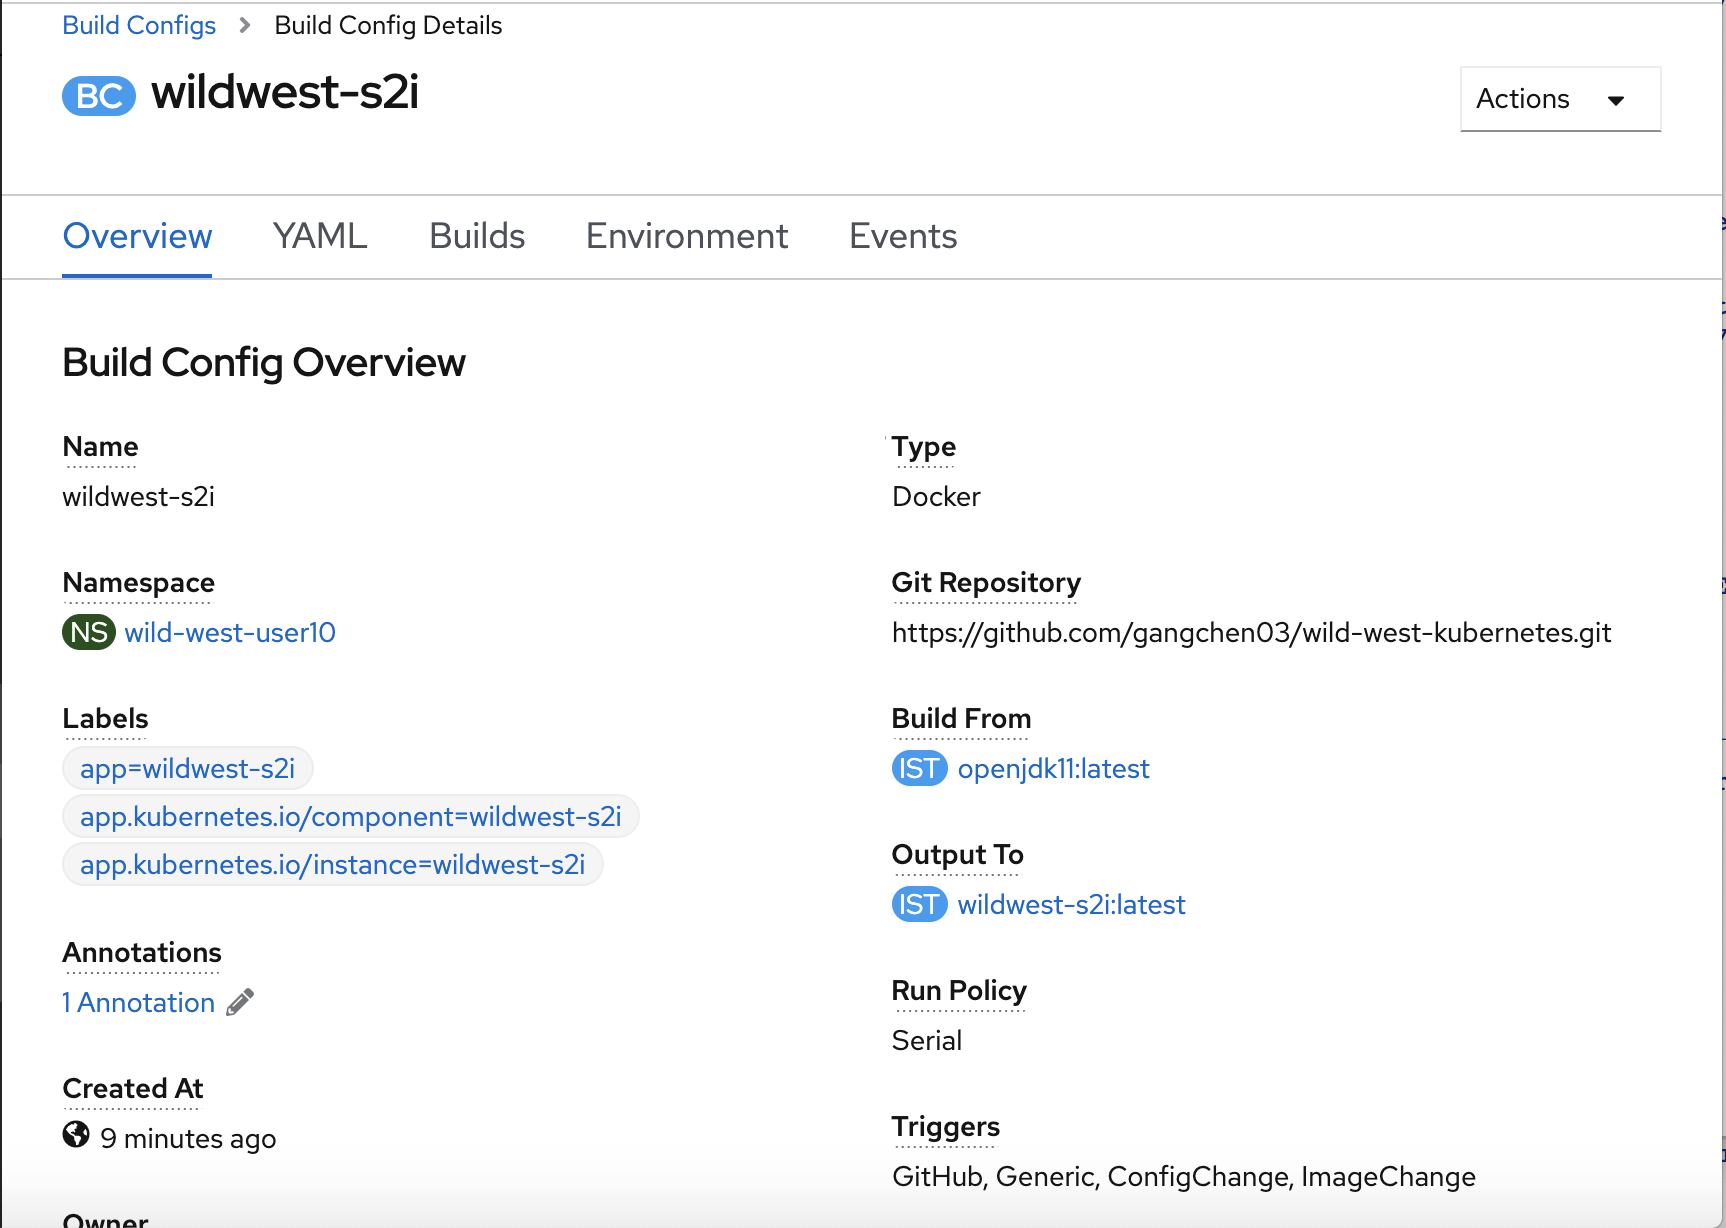 Build Configs > Build Config Details
BC wildwest-s2i
Actions
Overview YAML Builds Environment Events
Build Config Overview
Name
wildwest-s2i
Namespace
NS wild-west-user10
Labels
app=wildwest-s2i
app.kubernetes.io/component=wildwest-s2i
app.kubernetes.io/instance=wildwest-s2i
Annotations
1 Annotation
Created At
9 minutes ago
Owner
Type
Docker
Git Repository
https://github.com/gangchen03/wild-west-kubernetes.git
Build From
IST openjdk11:latest
Output To
IST wildwest-s2i:latest
Run Policy
Serial
Triggers
GitHub, Generic, ConfigChange, ImageChange